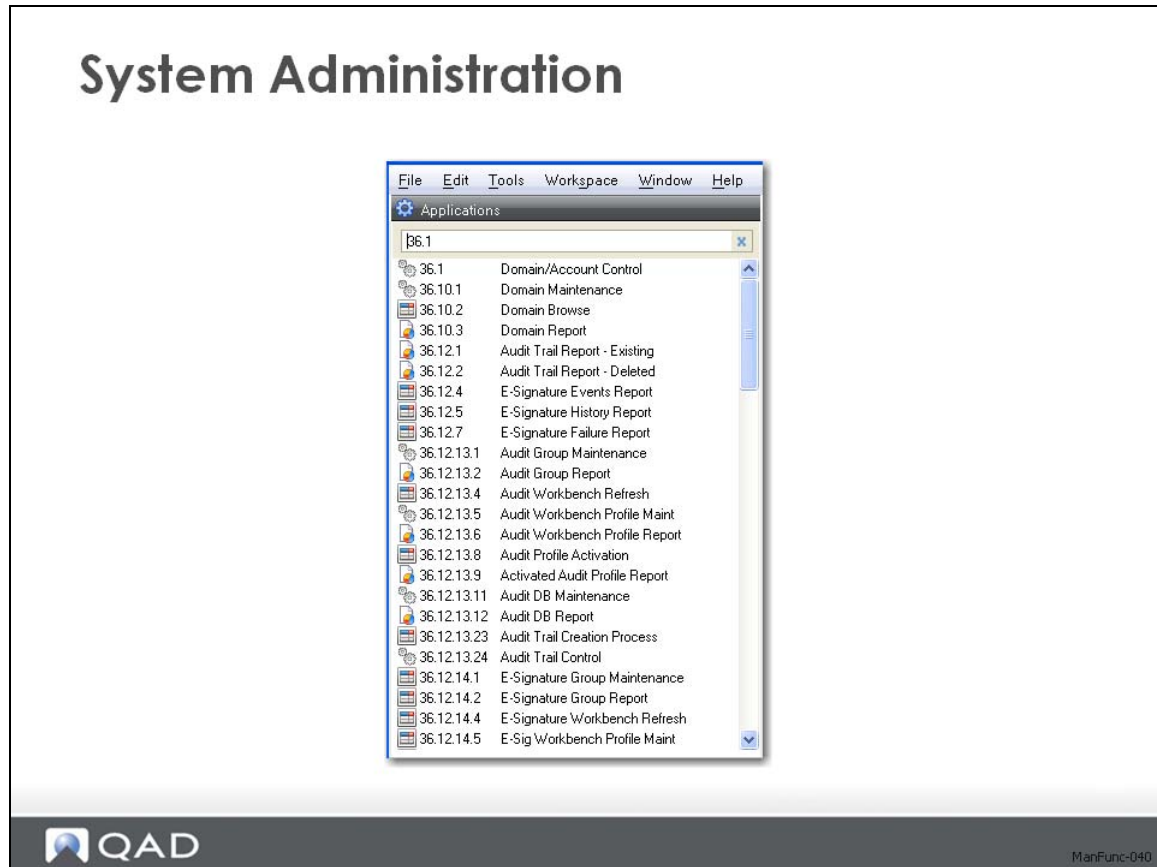 System Administration
File Edit Tools Workspace Window Help
Applications
36.1
36.1 Domain/Account Control
36.10.1 Domain Maintenance
36.10.2 Domain Browse
36.10.3 Domain Report
36.12.1 Audit Trail Report - Existing
36.12.2 Audit Trail Report - Deleted
36.12.4 E-Signature Events Report
36.12.5 E-Signature History Report
36.12.7 E-Signature Failure Report
36.12.13.1 Audit Group Maintenance
36.12.13.2 Audit Group Report
36.12.13.4 Audit Workbench Refresh
36.12.13.5 Audit Workbench Profile Maint
36.12.13.6 Audit Workbench Profile Report
36.12.13.8 Audit Profile Activation
36.12.13.9 Activated Audit Profile Report
36.12.13.11 Audit DB Maintenance
36.12.13.12 Audit DB Report
36.12.13.23 Audit Trail Creation Process
36.12.13.24 Audit Trail Control
36.12.14.1 E-Signature Group Maintenance
36.12.14.2 E-Signature Group Report
36.12.14.4 E-Signature Workbench Refresh
36.12.14.5 E-Sig Workbench Profile Maint
QAD
ManFunc-040